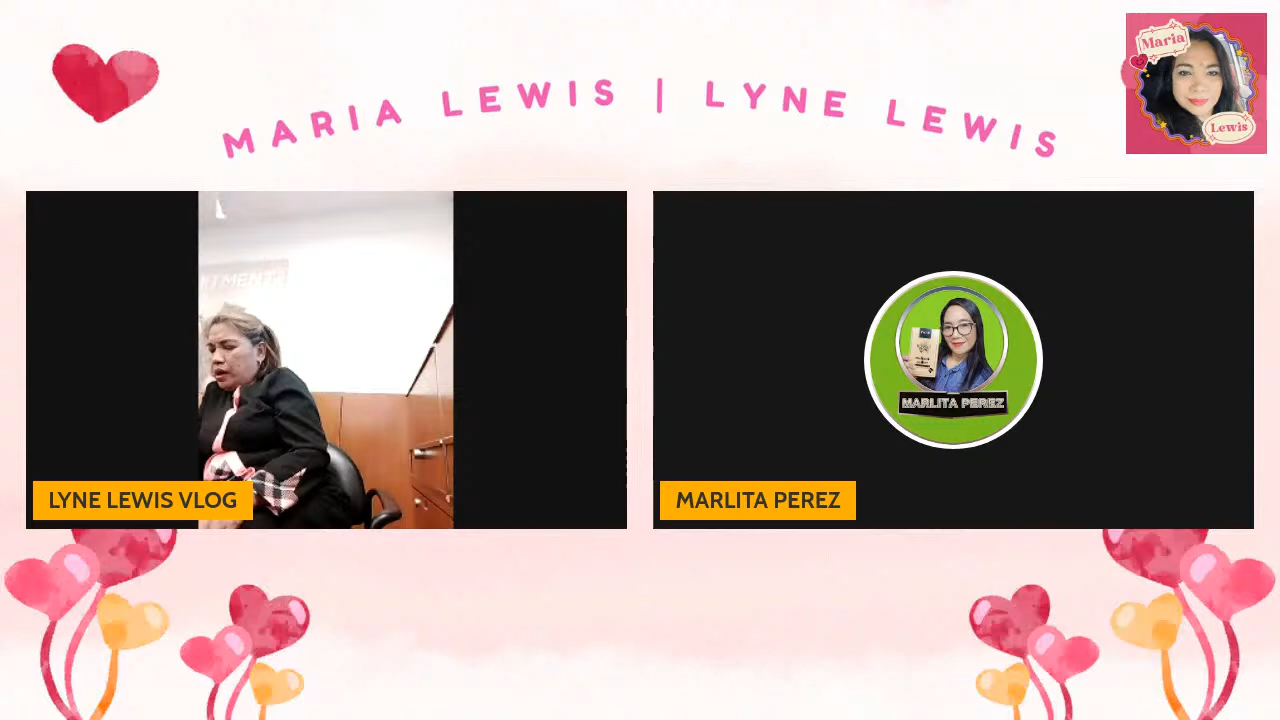 Maria
Lewis
MARIA LEWIS | LYNE LEWIS
MARLITA PEREZ
LYNE LEWIS VLOG
MARLITA PEREZ